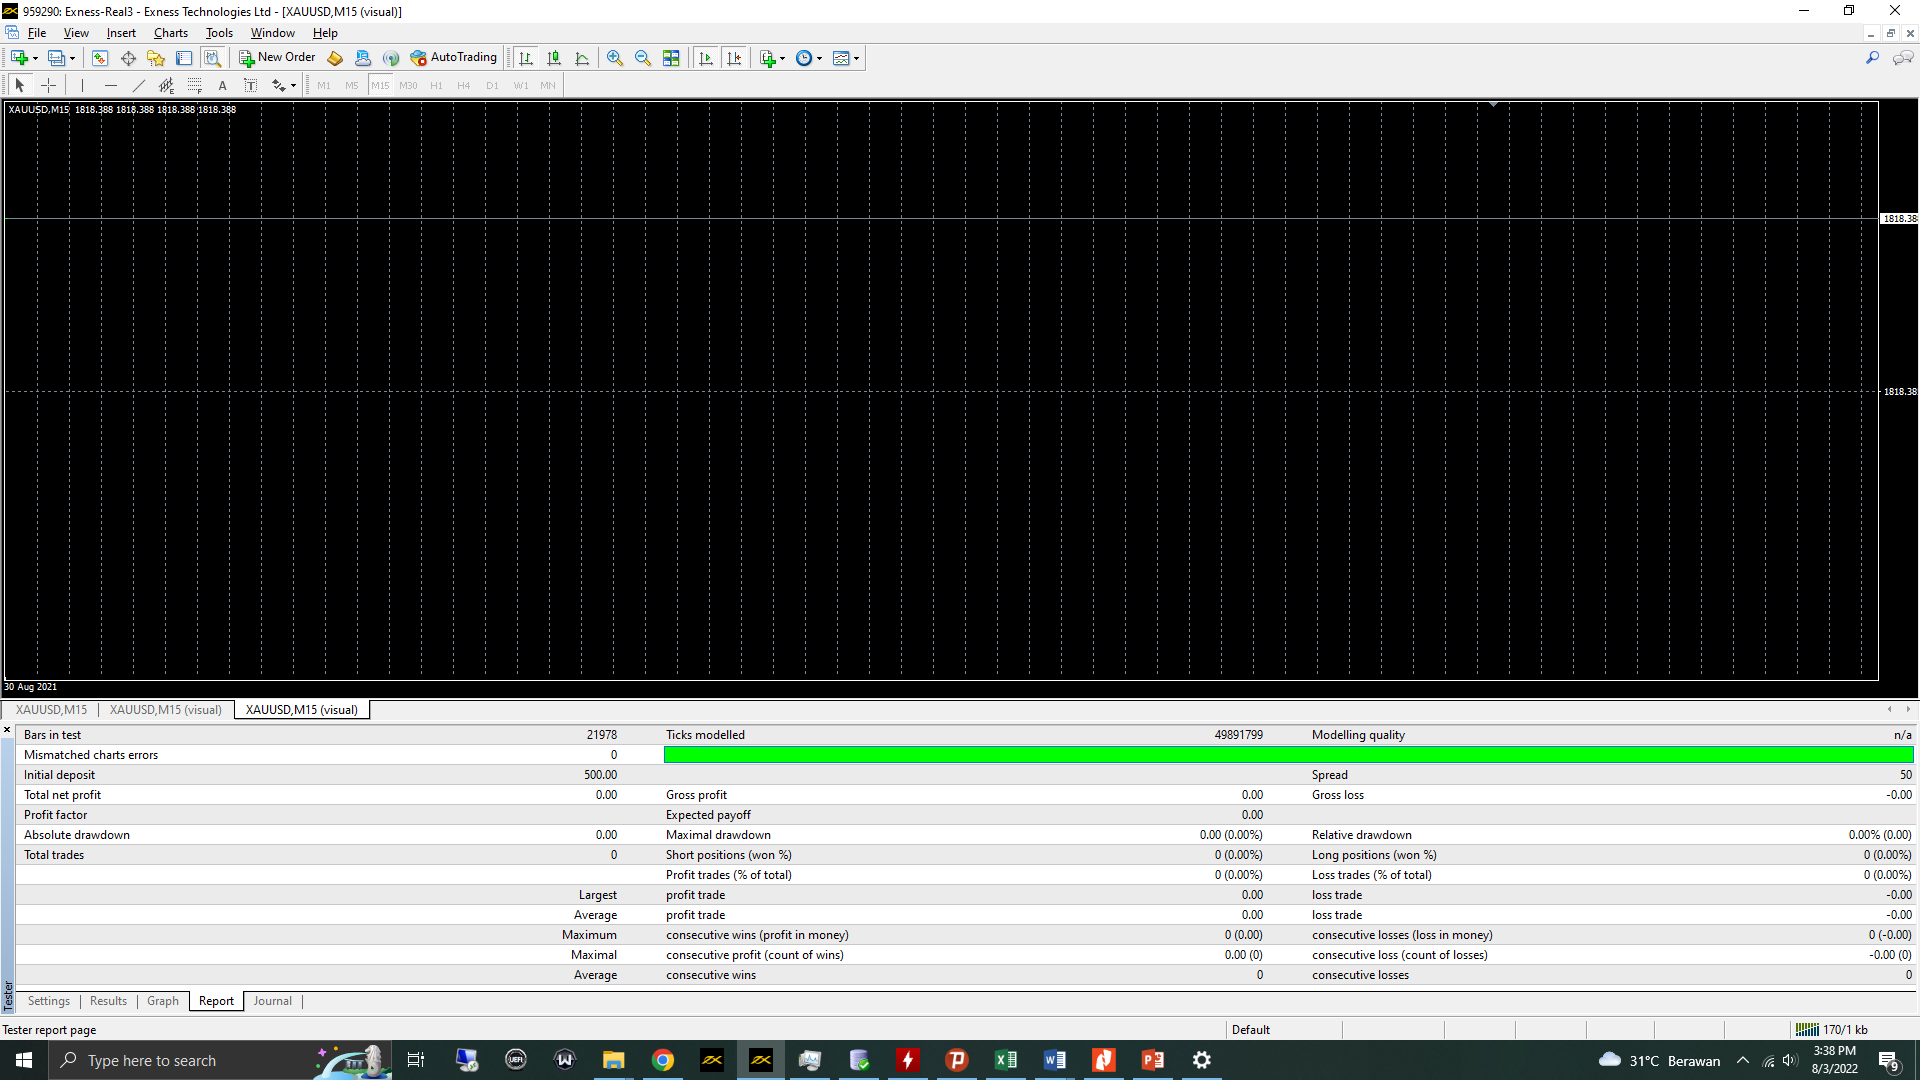 959290: Exness-Real3 - Exness Technologies Ltd - [XAUUSD,M15 (visual)]
File View Insert Charts Tools Window Help
New Order AutoTrading
A T M1 M5 M15 M30 H1 H4 D1 W1 MN
XAUUSD,M15 1818.388 1818.388 1818.388 1818.388
1818.38
1818.38
30 Aug 2021
XAUUSD,M15 XAUUSD,M15 (visual) XAUUSD,M15 (visual)
Bars in test 21978 Ticks modelled 49891799 Modelling quality n/a
Mismatched charts errors 0
Initial deposit 500.00 Spread 50
Total net profit 0.00 Gross profit 0.00 Gross loss -0.00
Profit factor Expected payoff 0.00
Absolute drawdown 0.00 Maximal drawdown 0.00 (0.00%) Relative drawdown 0.00% (0.00)
Total trades 0 Short positions (won %) 0 (0.00%) Long positions (won %) 0 (0.00%)
Profit trades (% of total) 0 (0.00%) Loss trades (% of total) 0 (0.00%)
Largest profit trade 0.00 loss trade -0.00
Average profit trade 0.00 loss trade -0.00
Maximum consecutive wins (profit in money) 0 (0.00) consecutive losses (loss in money) 0 (-0.00)
Maximal consecutive profit (count of wins) 0.00 (0) consecutive loss (count of losses) -0.00 (0)
Average consecutive wins 0 consecutive losses 0
Tester
Settings Results Graph Report Journal
Tester report page Default 170/1 kb
Type here to search 31°C Berawan 3:38 PM
8/3/2022 9